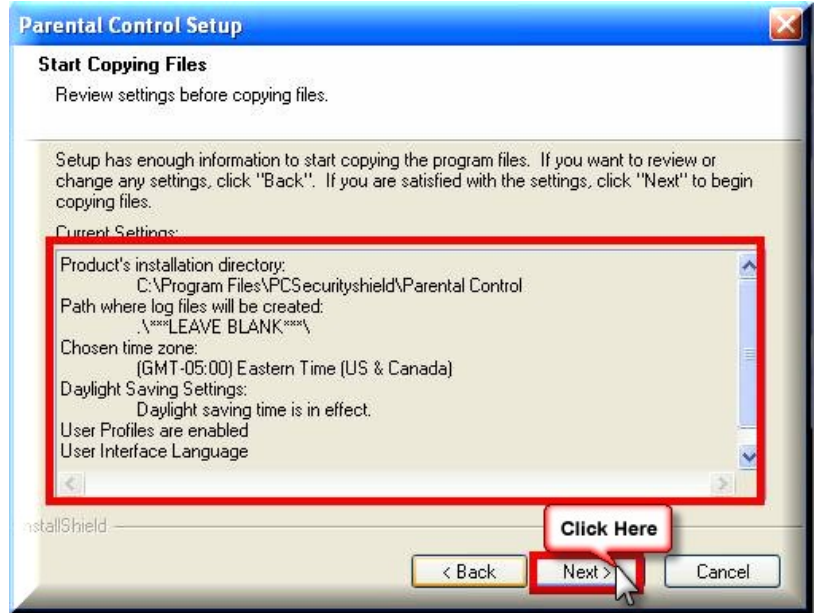 Parental Control Setup
Start Copying Files
Review settings before copying files.
Setup has enough information to start copying the program files. If you want to review or
change any settings, click "Back". If you are satisfied with the settings, click "Next" to begin
copying files.
Current Settings:
Product's installation directory:
C:\Program Files\PCSecurityshield\Parental Control
Path where log files will be created:
.\***LEAVE BLANK***\
Chosen time zone:
(GMT-05:00) Eastern Time (US & Canada)
Daylight Saving Settings:
Daylight saving time is in effect.
User Profiles are enabled
User Interface Language
nstallShield
Click Here
< Back
Next >
Cancel